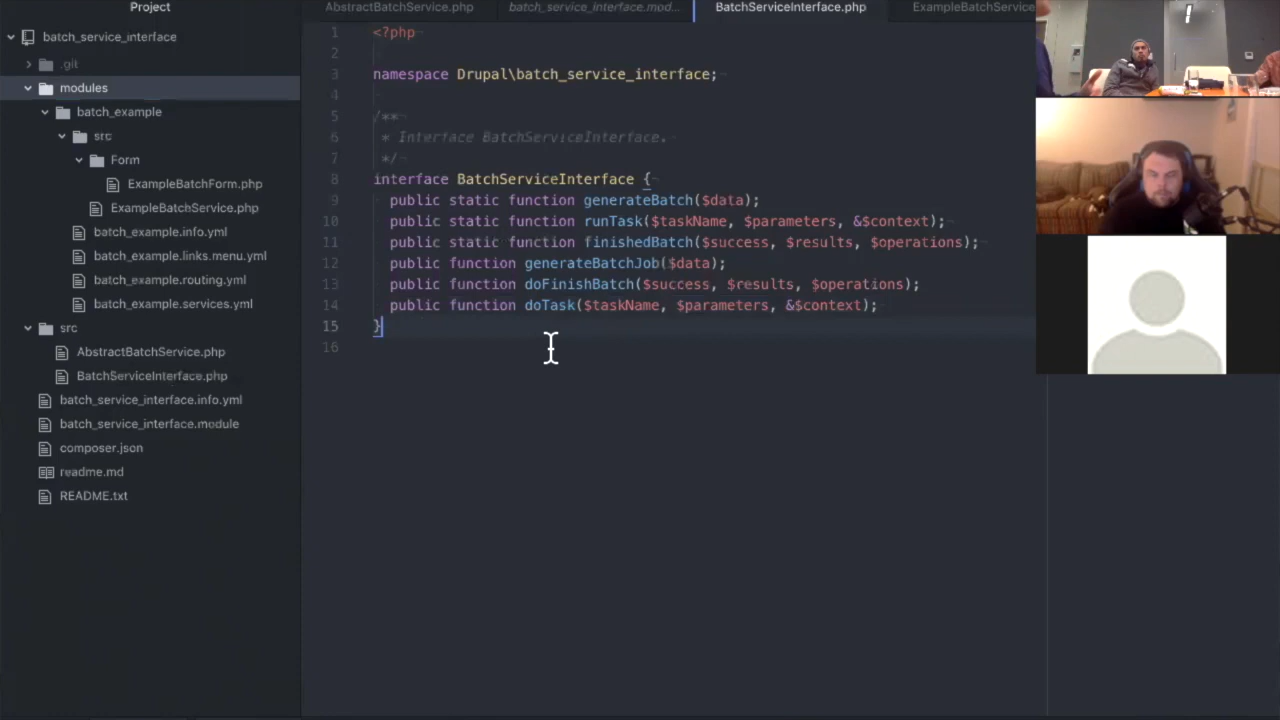 Project
batch_service_interface
.git
modules
batch_example
src
Form
ExampleBatchForm.php
ExampleBatchService.php
batch_example.info.yml
batch_example.links.menu.yml
batch_example.routing.yml
batch_example.services.yml
src
AbstractBatchService.php
BatchServiceInterface.php
batch_service_interface.info.yml
batch_service_interface.module
composer.json
readme.md
README.txt
AbstractBatchService.php
batch_service_interface.mod...
BatchServiceInterface.php
ExampleBatchService
1 <?php
2
3 namespace Drupal\batch_service_interface;
4
5 /**
6 * Interface BatchServiceInterface.
7 */
8 interface BatchServiceInterface {
9 public static function generateBatch($data);
10 public static function runTask($taskName, $parameters, &$context);
11 public static function finishedBatch($success, $results, $operations);
12 public function generateBatchJob($data);
13 public function doFinishBatch($success, $results, $operations);
14 public function doTask($taskName, $parameters, &$context);
15 }
16